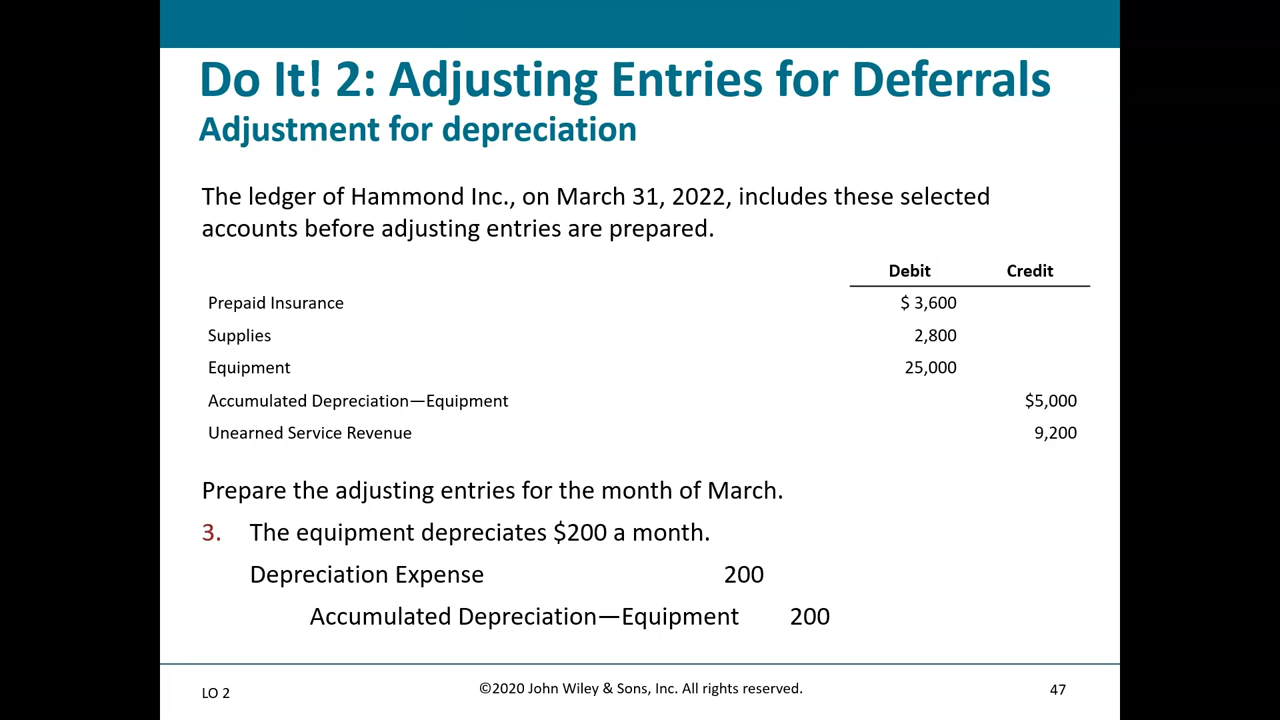 Do It! 2: Adjusting Entries for Deferrals
Adjustment for depreciation
The ledger of Hammond Inc., on March 31, 2022, includes these selected
accounts before adjusting entries are prepared.
Debit Credit
Prepaid Insurance $ 3,600
Supplies 2,800
Equipment 25,000
Accumulated Depreciation—Equipment $5,000
Unearned Service Revenue 9,200
Prepare the adjusting entries for the month of March.
3. The equipment depreciates $200 a month.
Depreciation Expense 200
Accumulated Depreciation—Equipment 200
LO 2 ©2020 John Wiley & Sons, Inc. All rights reserved. 47